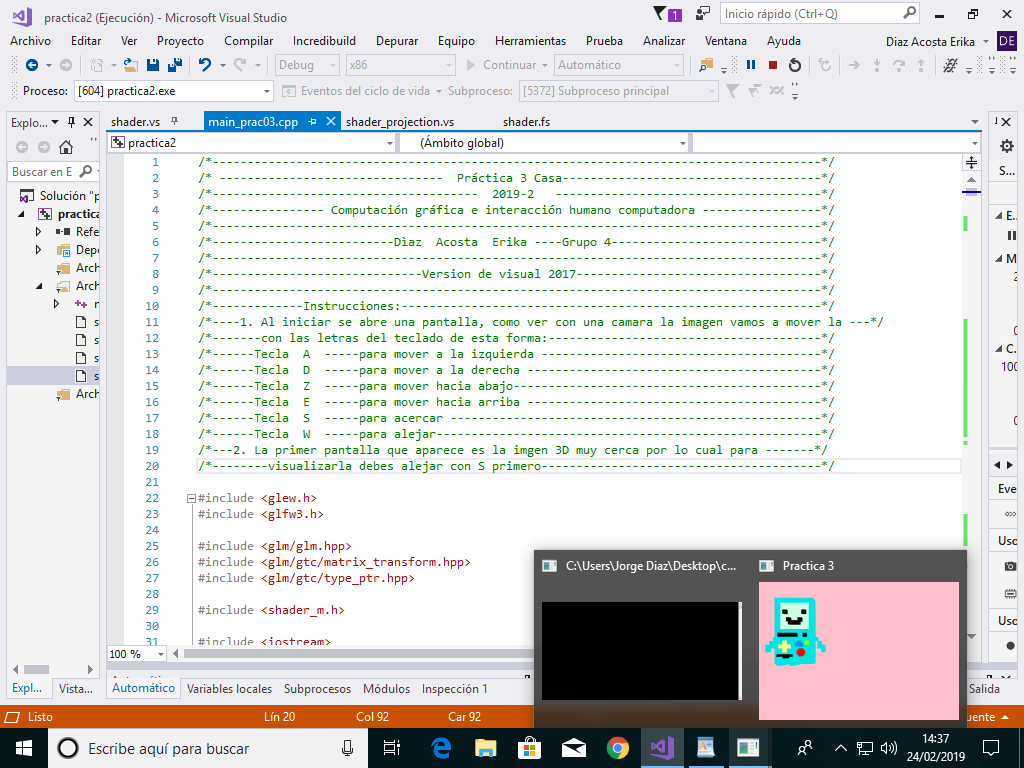 practica2 (Ejecución) - Microsoft Visual Studio
1
Inicio rápido (Ctrl+Q)
Archivo Editar Ver Proyecto Compilar Incredibuild Depurar Equipo Herramientas Prueba Analizar Ventana Ayuda Diaz Acosta Erika DE
Debug x86 Continuar Automático
Proceso: [604] practica2.exe Eventos del ciclo de vida Subproceso: [5372] Subproceso principal
Explo... shader.vs main_prac03.cpp shader_projection.vs shader.fs
practica2 (Ámbito global)
Buscar en E
Solución "p
practica
Refe
Depe
Arch
Arch
n
s
s
s
s
Arch
1 /*---------------------------------------------------------------------------------------*/
2 /* -------------------------------- Práctica 3 Casa-------------------------------------*/
3 /*-------------------------------------- 2019-2 --------------------------------------*/
4 /*---------------- Computación gráfica e interacción humano computadora -----------------*/
5 /*---------------------------------------------------------------------------------------*/
6 /*--------------------------Dìaz Acosta Erika ----Grupo 4------------------------------*/
7 /*---------------------------------------------------------------------------------------*/
8 /*------------------------------Version de visual 2017-----------------------------------*/
9 /*---------------------------------------------------------------------------------------*/
10 /*-------------Instrucciones:------------------------------------------------------------*/
11 /*----1. Al iniciar se abre una pantalla, como ver con una camara la imagen vamos a mover la ---*/
12 /*-------con las letras del teclado de esta forma:---------------------------------------*/
13 /*------Tecla A -----para mover a la izquierda ----------------------------------------*/
14 /*------Tecla D -----para mover a la derecha ------------------------------------------*/
15 /*------Tecla Z -----para mover hacia abajo--------------------------------------------*/
16 /*------Tecla E -----para mover hacia arriba ------------------------------------------*/
17 /*------Tecla S -----para acercar -----------------------------------------------------*/
18 /*------Tecla W -----para alejar-------------------------------------------------------*/
19 /*---2. La primer pantalla que aparece es la imgen 3D muy cerca por lo cual para -------*/
20 /*--------visualizarla debes alejar con S primero----------------------------------------*/
21
22 #include <glew.h>
23 #include <glfw3.h>
24
25 #include <glm/glm.hpp>
26 #include <glm/gtc/matrix_transform.hpp>
27 #include <glm/gtc/type_ptr.hpp>
28
29 #include <shader_m.h>
30
31 #include <iostream>
100 %
S...
E...
M
2
0
C.
100
0
Eve
Uso
Uso
C:\Users\Jorge Diaz\Desktop\c...
Practica 3
Expl... Vista... Automático Variables locales Subprocesos Módulos Inspección 1 Salida
Listo Lín 20 Col 92 Car 92 uente
Escribe aquí para buscar
14:37
24/02/2019